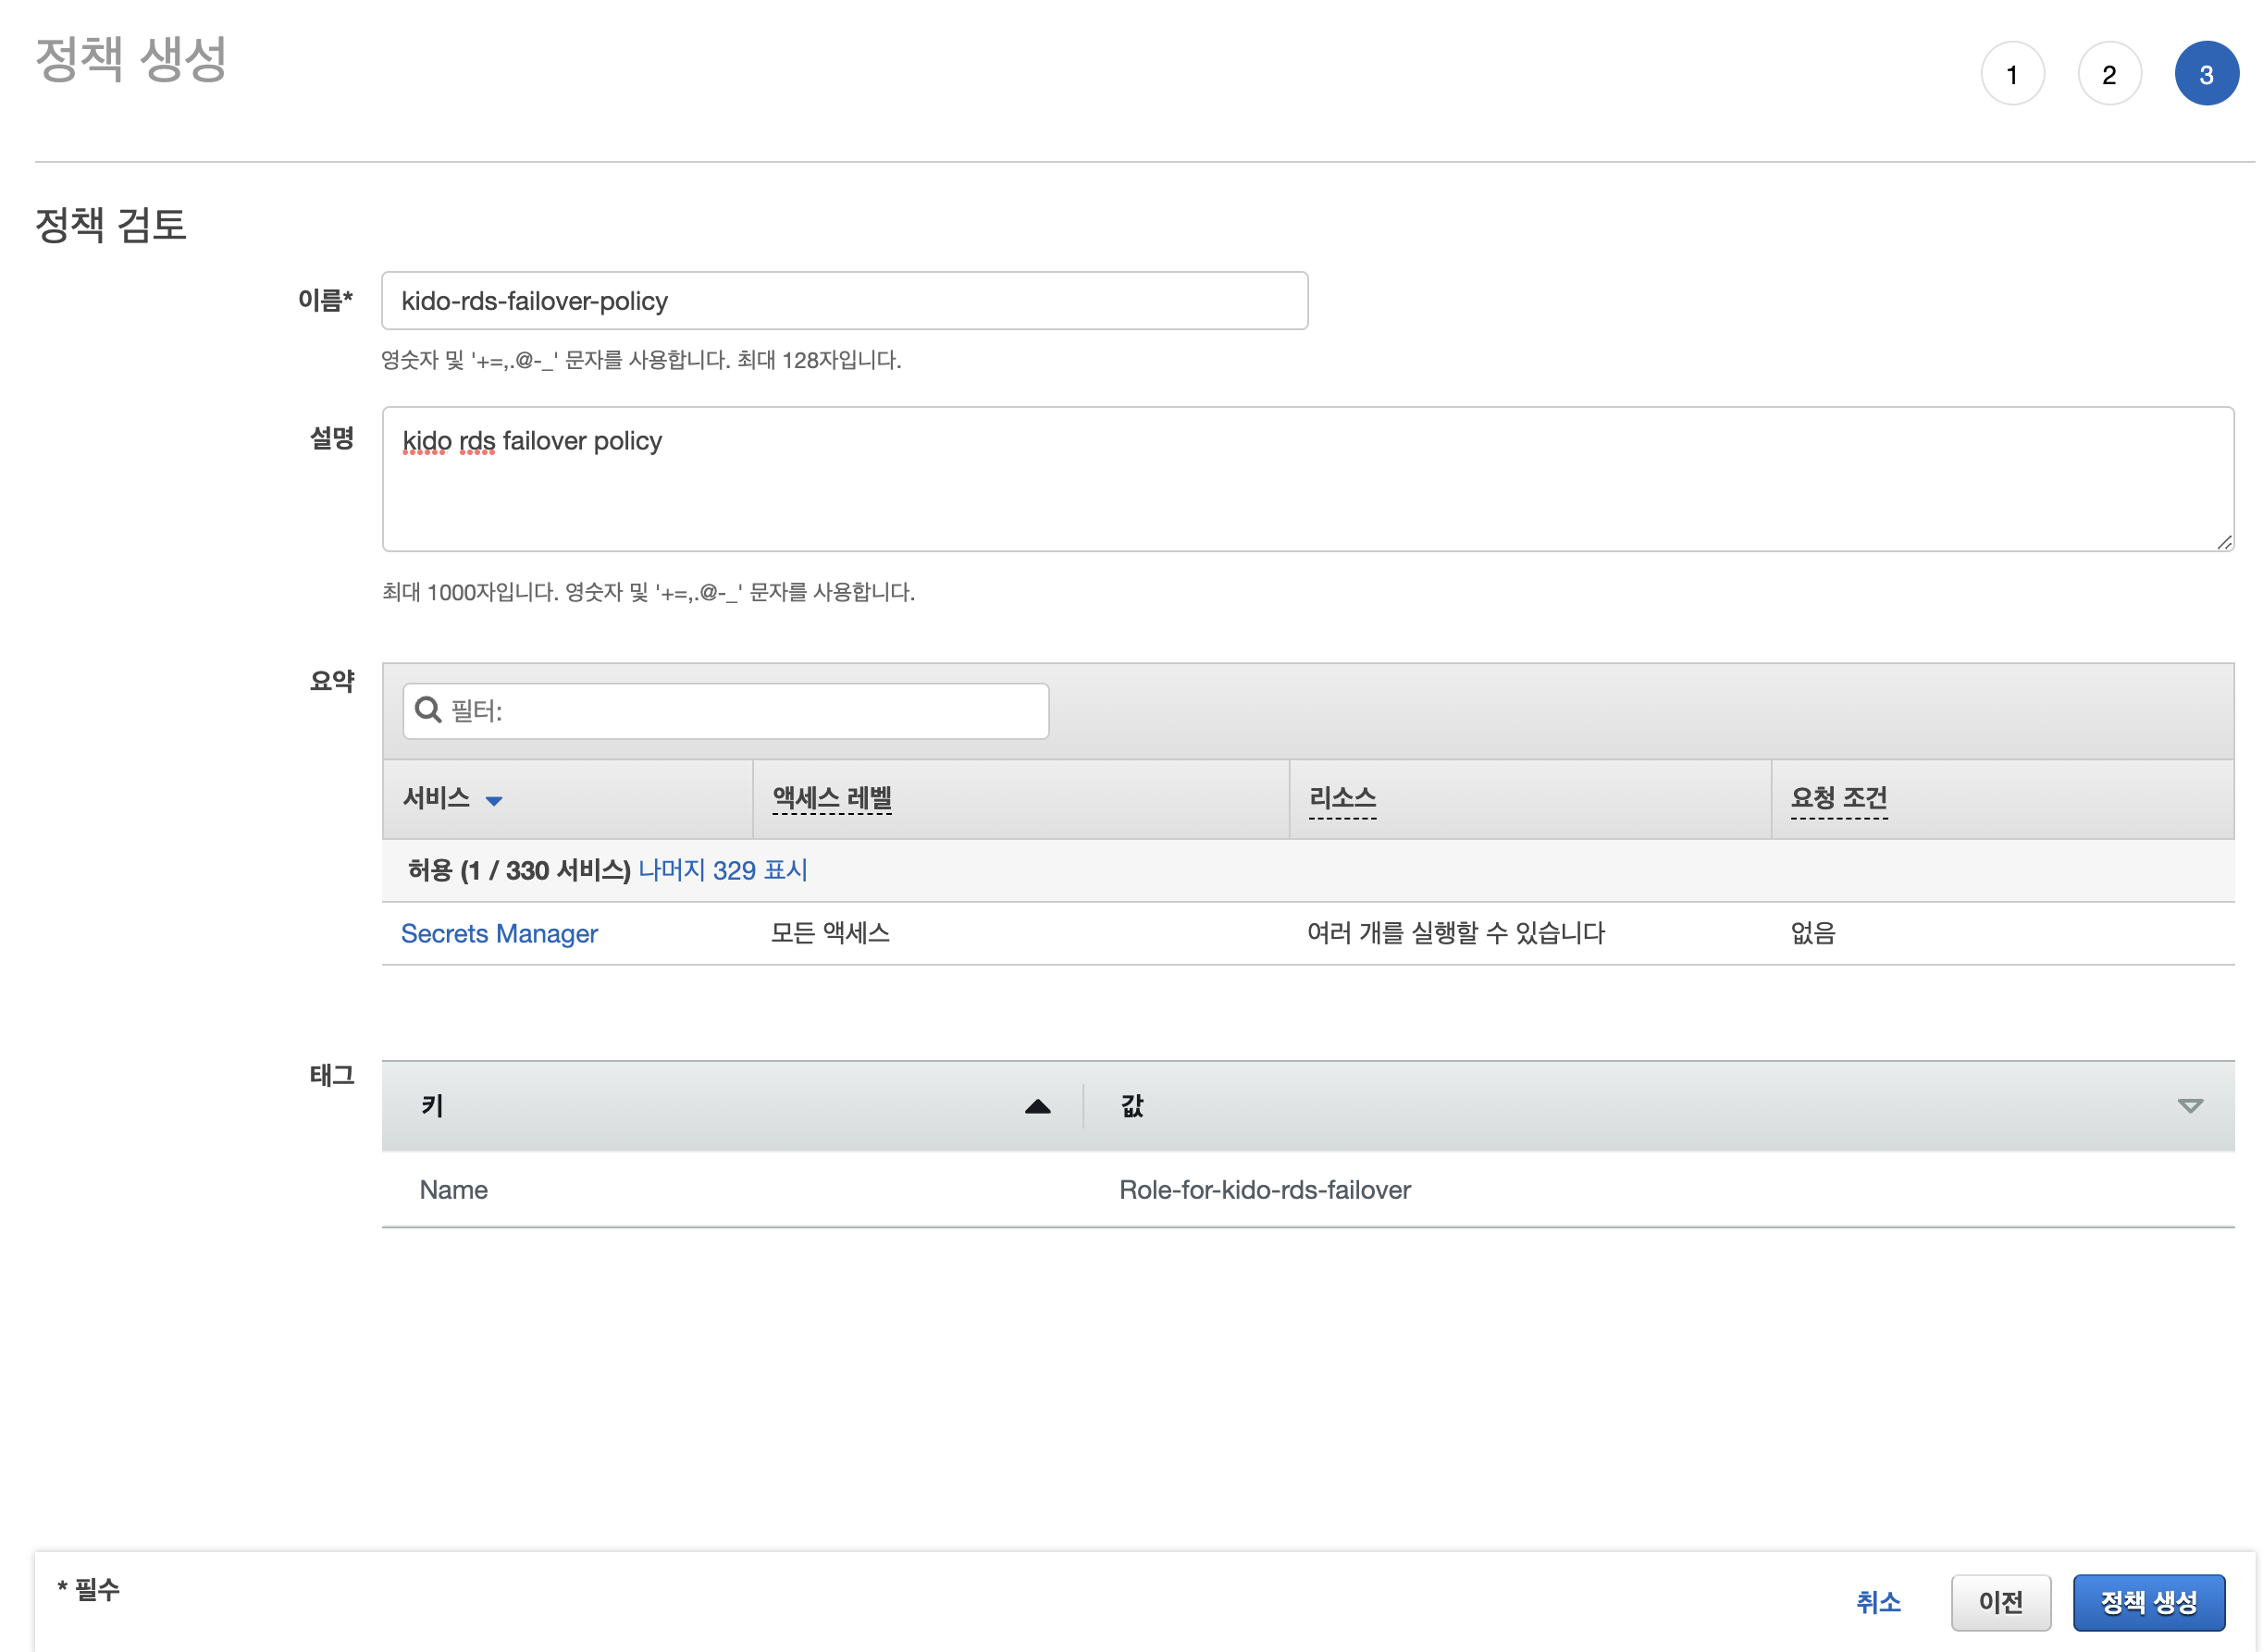 정책 생성
1 2 3
정책 검토
이름* kido-rds-failover-policy
영숫자 및 '+=,.@-_' 문자를 사용합니다. 최대 128자입니다.
설명 kido rds failover policy
최대 1000자입니다. 영숫자 및 '+=,.@-_' 문자를 사용합니다.
요약 필터:
서비스 액세스 레벨 리소스 요청 조건
허용 (1 / 330 서비스) 나머지 329 표시
Secrets Manager 모든 액세스 여러 개를 실행할 수 있습니다 없음
태그 키 값
Name Role-for-kido-rds-failover
* 필수 취소 이전 정책 생성